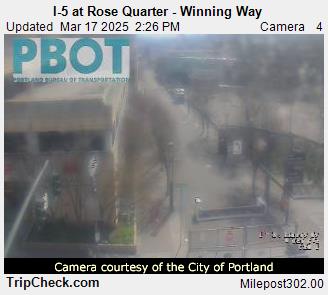 I-5 at Rose Quarter - Winning Way
Updated Mar 17 2025 2:26 PM Camera 4
PBOT
PORTLAND BUREAU OF TRANSPORTATION
Camera courtesy of the City of Portland
TripCheck.com Milepost302.00